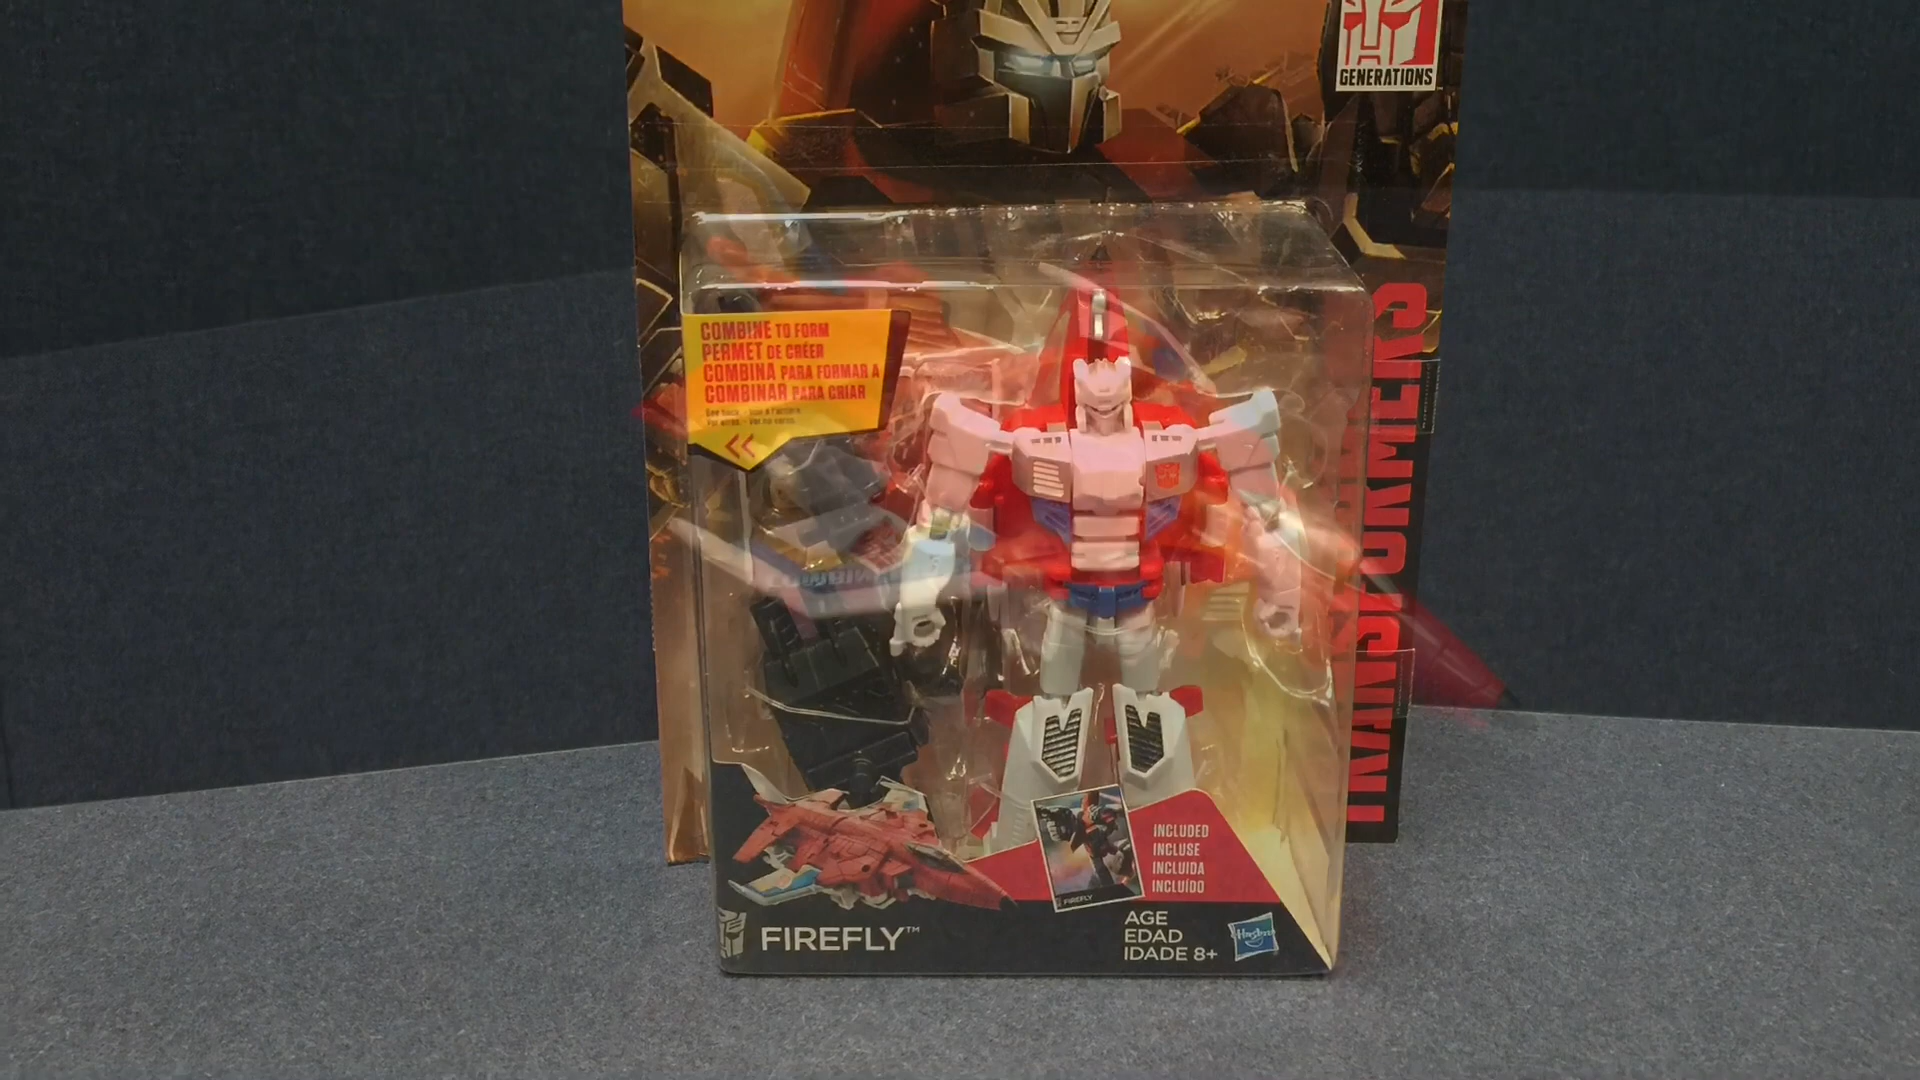 GENERATIONS
TRANSFORMERS
COMBINE TO FORM
PERMET DE CRÉER
COMBINA PARA FORMAR A
COMBINAR PARA CRIAR
INCLUDED
INCLUSE
INCLUIDA
INCLUÍDO
FIREFLY
FIREFLY™
AGE
EDAD
IDADE 8+
Hasbro